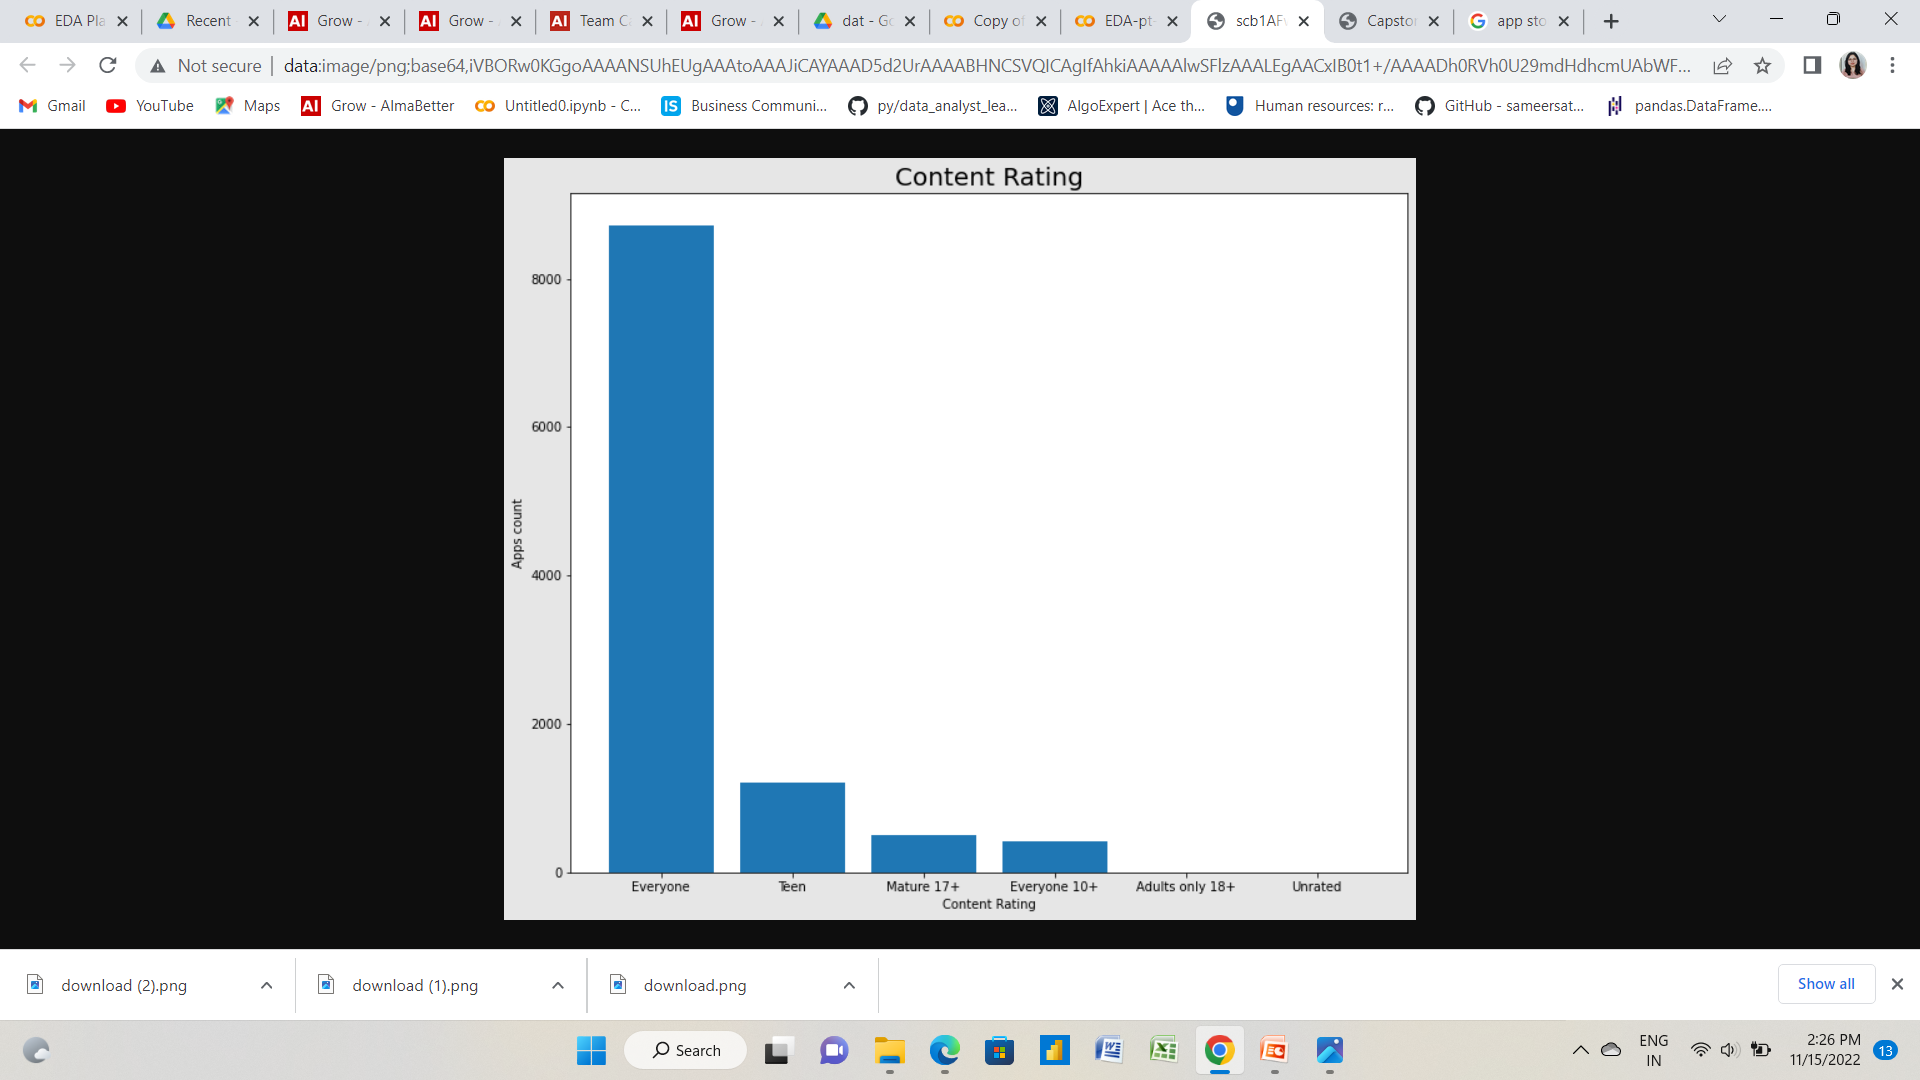 EDA Pla
Recent
Grow -
Grow -
Team C
Grow -
dat - Go
Copy of
EDA-pt-
scb1AF
Capsto
app sto
Not secure
data:image/png;base64,iVBORw0KGgoAAAANSUhEUgAAAtoAAAJiCAYAAAD5d2UrAAAABHNCSVQICAgIfAhkiAAAAAlwSFlzAAALEgAACxIB0t1+/AAAADh0RVh0U29mdHdhcmUAbWF...
Gmail
YouTube
Maps
Grow - AlmaBetter
Untitled0.ipynb - C...
Business Communi...
py/data_analyst_lea...
AlgoExpert | Ace th...
Human resources: r...
GitHub - sameersat...
pandas.DataFrame....
Content Rating
8000
6000
4000
2000
0
Apps count
Everyone
Teen
Mature 17+
Everyone 10+
Adults only 18+
Unrated
Content Rating
download (2).png
download (1).png
download.png
Show all
Search
ENG
IN
2:26 PM
11/15/2022
13